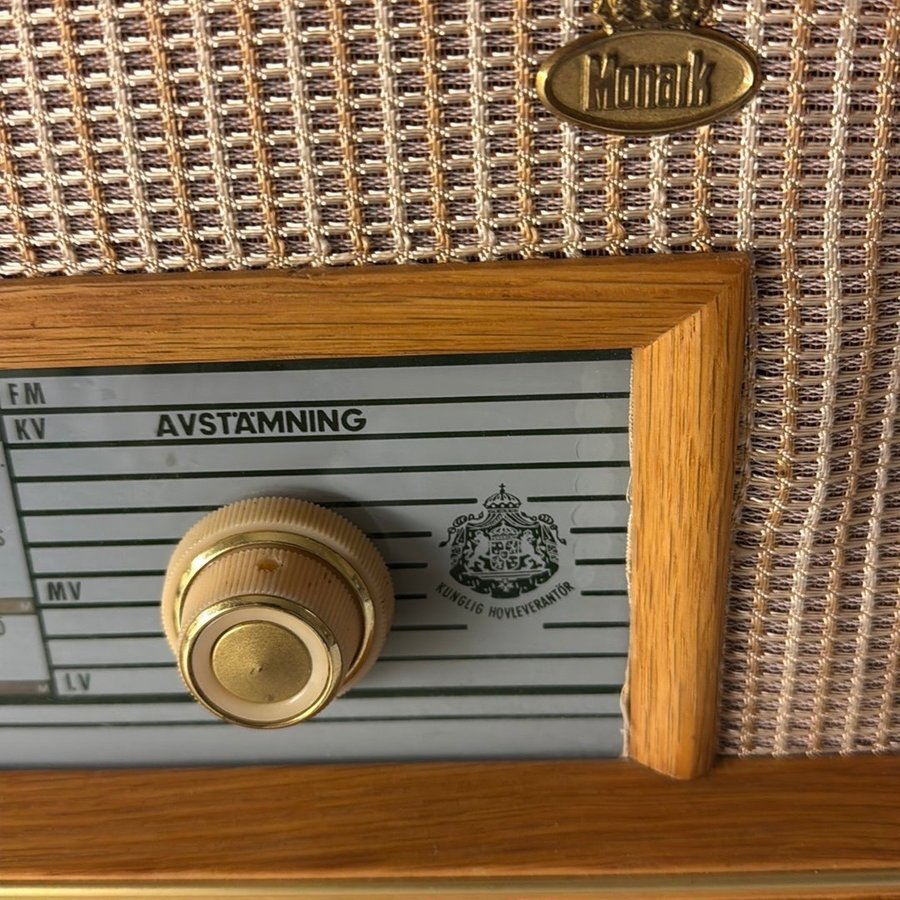 Monark
FM
KV
AVSTÄMNING
MV
KUNGLIG HOVLEVERANTÖR
LV